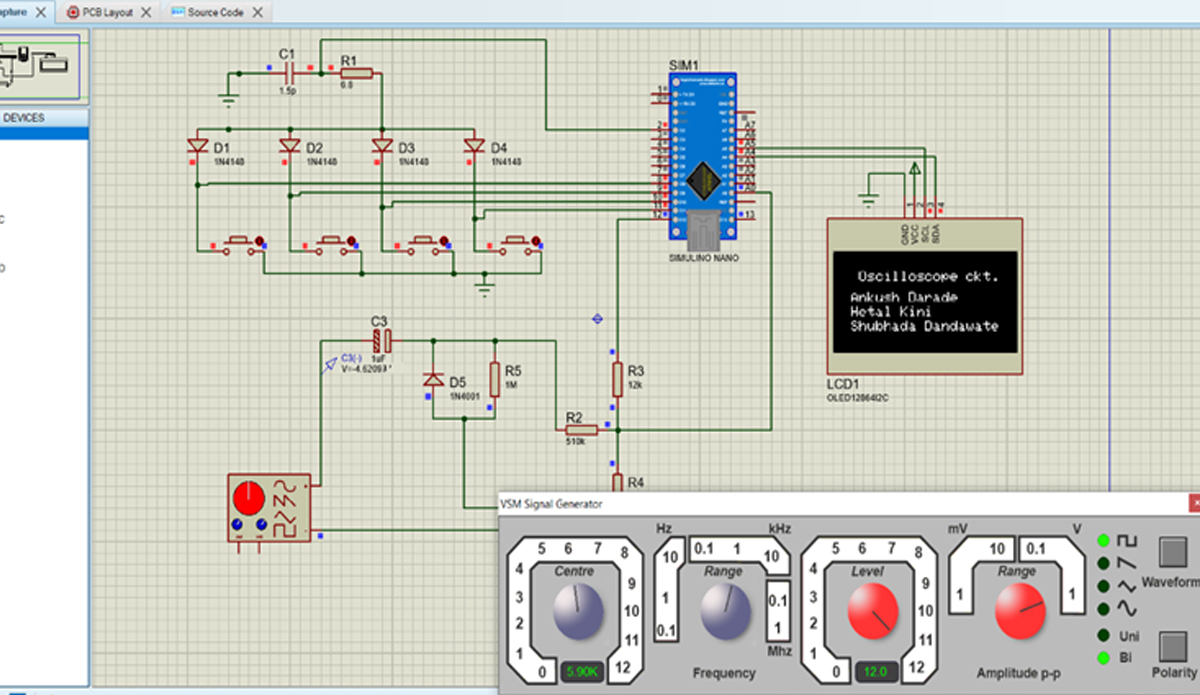 apture
PCB Layout
Source Code
DEVICES
C1
1.5p
R1
6.8
D1
1N4148
D2
1N4148
D3
1N4148
D4
1N4148
SIM1
SIMULINO NANO
12
13
GND
VCC
SCL
SDA
1
2
3
4
Oscilloscope ckt.
Ankush Darade
Hetal Kini
Shubhada Dandawate
LCD1
OLED12864I2C
C3
1uF
C3(-)
D5
1N4001
R5
1M
R3
12k
R2
510k
R4
VSM Signal Generator
Hz kHz mV V
0 1 2 3 4 5 6 7 8 9 10 11 12
Centre
5.90K
0.1 1 10 0.1 1 10 0.1 1
Range
Mhz
Frequency
0 1 2 3 4 5 6 7 8 9 10 11 12
Level
12.0
1 10 0.1 1
Range
Amplitude p-p
Waveform
Uni
Bi
Polarity